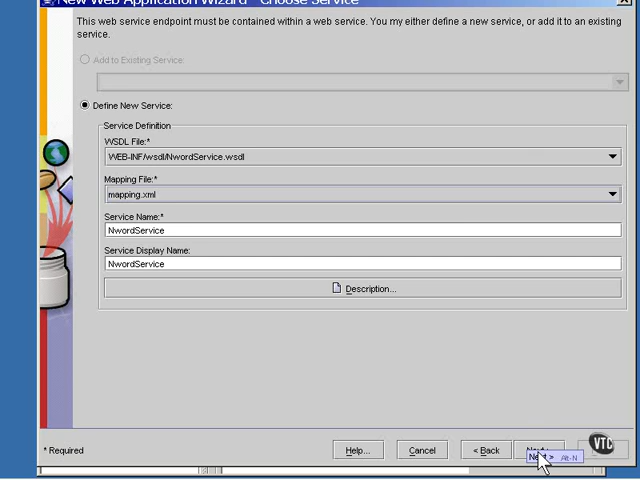 New Web Application Wizard - Choose Service
This web service endpoint must be contained within a web service. You my either define a new service, or add it to an existing
service.
Add to Existing Service:
Define New Service:
Service Definition
WSDL File:*
WEB-INF/wsdl/NwordService.wsdl
Mapping File:*
mapping.xml
Service Name:*
NwordService
Service Display Name:
NwordService
Description...
* Required
Help...
Cancel
< Back
Next >
Next > Alt-N
VTC